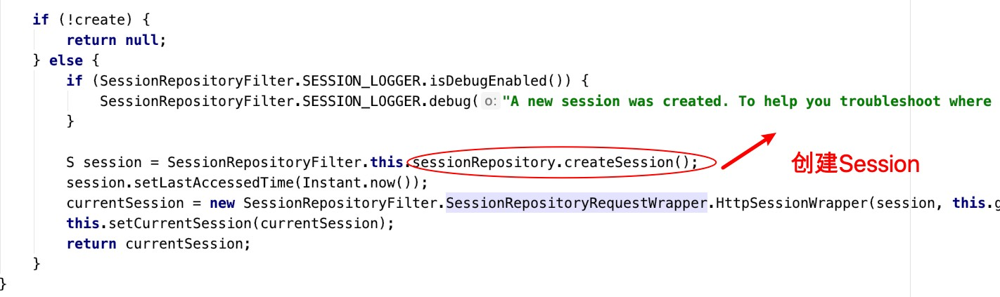 if (!create) {
return null;
} else {
if (SessionRepositoryFilter.SESSION_LOGGER.isDebugEnabled()) {
SessionRepositoryFilter.SESSION_LOGGER.debug( o: "A new session was created. To help you troubleshoot where
}
S session = SessionRepositoryFilter.this.sessionRepository.createSession();
创建Session
session.setLastAccessedTime(Instant.now());
currentSession = new SessionRepositoryFilter.SessionRepositoryRequestWrapper.HttpSessionWrapper(session, this.g
this.setCurrentSession(currentSession);
return currentSession;
}
}